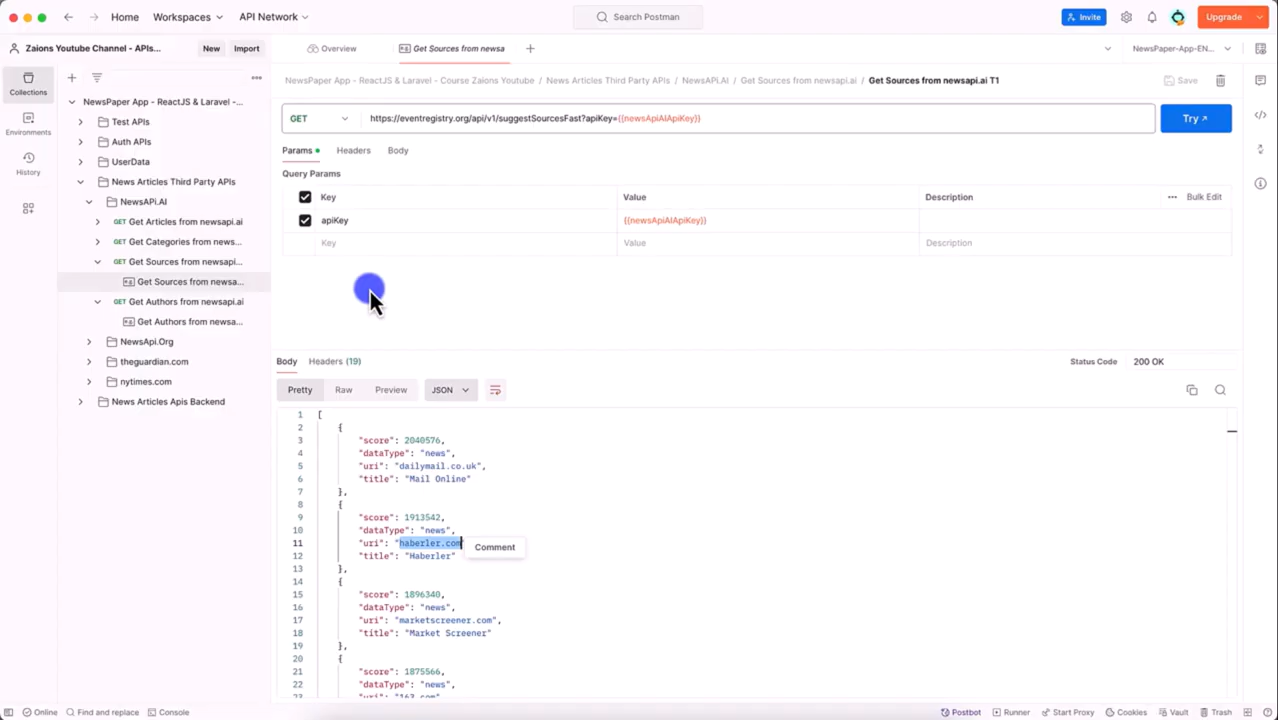 Home
Workspaces
API Network
Search Postman
Invite
Upgrade
Zaions Youtube Channel - APIs...
New
Import
Overview
GET Get Sources from newsa
NewsPaper-App-EN...
Collections
Environments
History
NewsPaper App - ReactJS & Laravel -...
Test APIs
Auth APIs
UserData
News Articles Third Party APIs
NewsAPI.AI
GET Get Articles from newsapi.ai
GET Get Categories from news...
GET Get Sources from newsapi...
Get Sources from newsa...
GET Get Authors from newsapi.ai
Get Authors from newsa...
NewsApi.Org
theguardian.com
nytimes.com
News Articles Apis Backend
NewsPaper App - ReactJS & Laravel - Course Zaions Youtube / News Articles Third Party APIs / NewsAPI.AI / Get Sources from newsapi.ai / Get Sources from newsapi.ai T1
Save
GET
https://eventregistry.org/api/v1/suggestSourcesFast?apiKey={{newsApiAIApiKey}}
Try
Params
Headers
Body
Query Params
Key Value Description
Bulk Edit
apiKey {{newsApiAIApiKey}}
Key Value Description
Body
Headers (19)
Status Code 200 OK
Pretty
Raw
Preview
JSON
1 [
2 {
3 "score": 2040576,
4 "dataType": "news",
5 "uri": "dailymail.co.uk",
6 "title": "Mail Online"
7 },
8 {
9 "score": 1913542,
10 "dataType": "news",
11 "uri": "haberler.com"
Comment
12 "title": "Haberler"
13 },
14 {
15 "score": 1896340,
16 "dataType": "news",
17 "uri": "marketscreener.com",
18 "title": "Market Screener"
19 },
20 {
21 "score": 1875566,
22 "dataType": "news",
23 "uri": "163.com"
Online
Find and replace
Console
Postbot
Runner
Start Proxy
Cookies
Vault
Trash